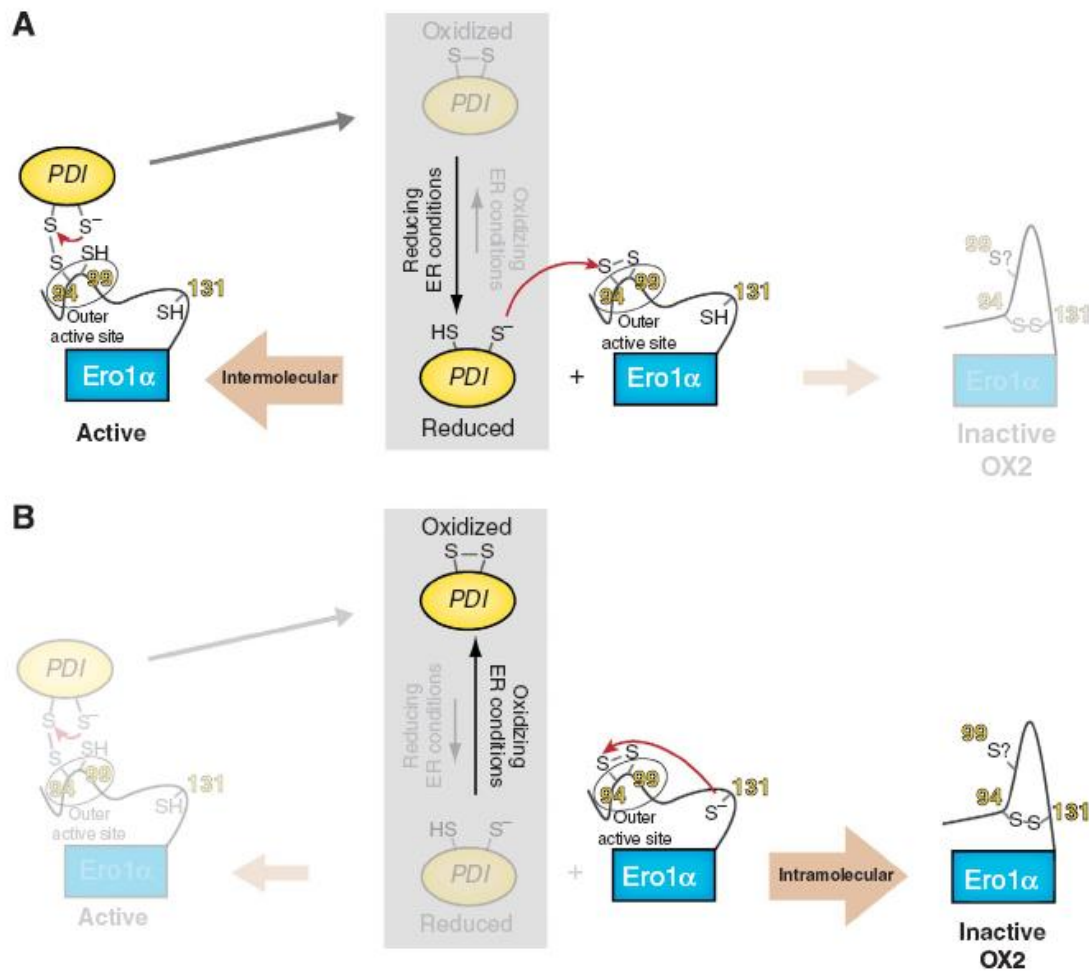 A
Oxidized
S–S
PDI
PDI
S S⁻
S SH
94 99
Outer
active site
SH
131
Ero1α
Active
Intermolecular
Reducing
ER conditions
Oxidizing
ER conditions
HS S⁻
PDI
Reduced
+
S–S
94 99
Outer
active site
SH
131
Ero1α
99
S?
94
S–S
131
Ero1α
Inactive
OX2
B
Oxidized
S–S
PDI
PDI
S S⁻
S SH
94 99
Outer
active site
SH
131
Ero1α
Active
Reducing
ER conditions
Oxidizing
ER conditions
HS S⁻
PDI
Reduced
+
S–S
94 99
Outer
active site
S⁻
131
Ero1α
Intramolecular
99
S?
94
S–S
131
Ero1α
Inactive
OX2